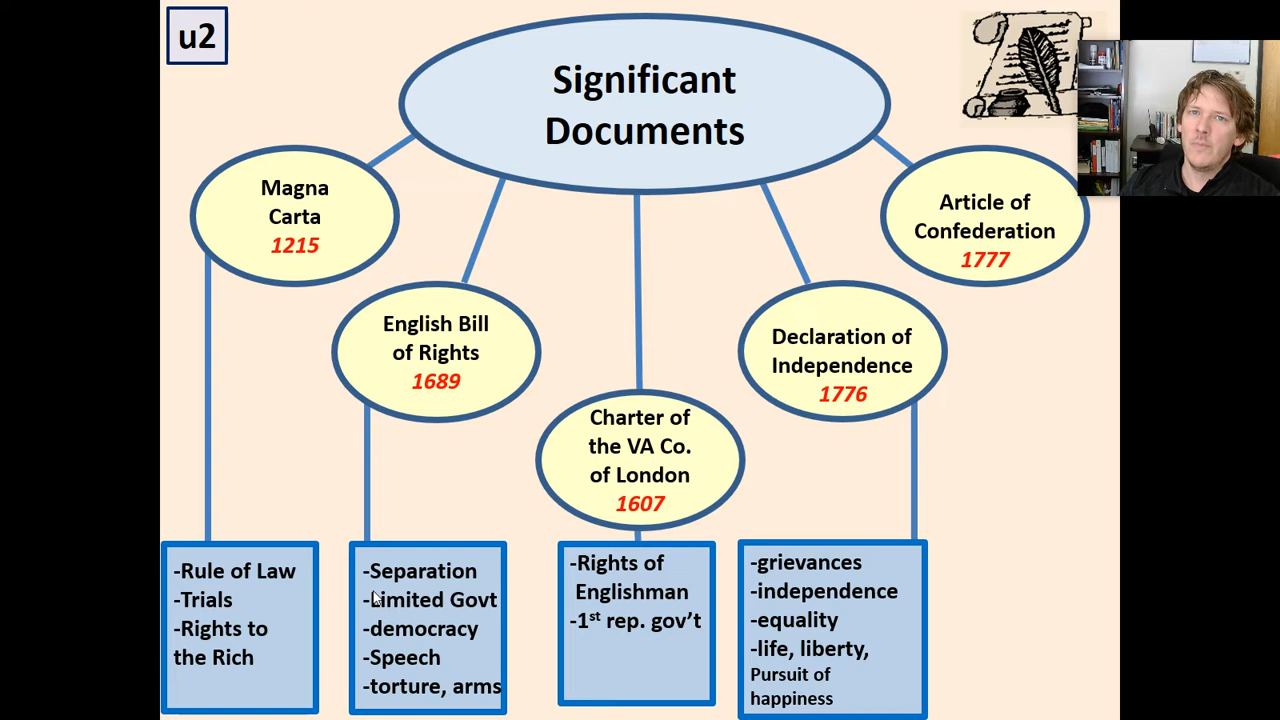 u2
Significant
Documents
Magna
Carta
1215
English Bill
of Rights
1689
Charter of
the VA Co.
of London
1607
Declaration of
Independence
1776
Article of
Confederation
1777
-Rule of Law
-Trials
-Rights to
the Rich
-Separation
-Limited Govt
-democracy
-Speech
-torture, arms
-Rights of
Englishman
-1st rep. gov't
-grievances
-independence
-equality
-life, liberty,
Pursuit of
happiness